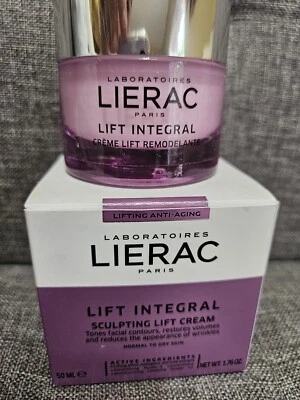 LABORATOIRES
LIERAC
PARIS
LIFT INTEGRAL
CRÈME LIFT REMODELANTE
LIFTING ANTI-AGING
LABORATOIRES
LIERAC
PARIS
LIFT INTEGRAL
SCULPTING LIFT CREAM
Tones facial contours, restores volumes
and reduces the appearance of wrinkles
NORMAL TO DRY SKIN
ACTIVE INGREDIENTS
50 ML e
NET WT. 1.76 OZ.